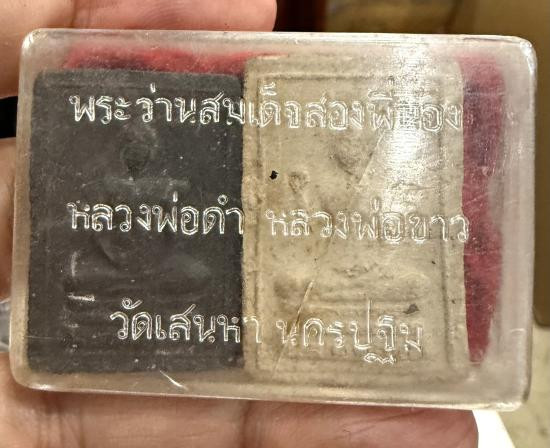 พระว่านสมเด็จสองพี่น้อง
หลวงพ่อดำ หลวงพ่อขาว
วัดเสนหา นครปฐม